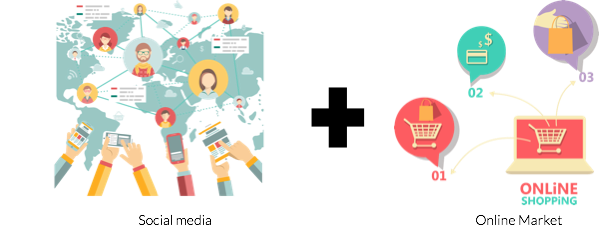 03
$
$
02
01
ONLiNE
SHOPPiNG
Social media
Online Market